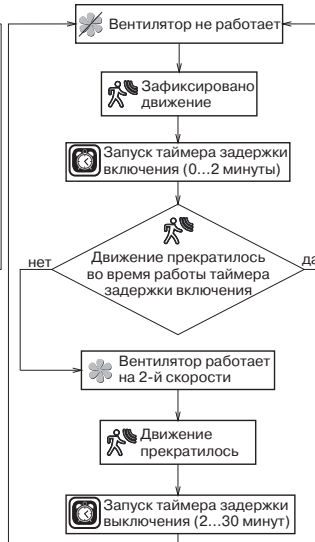 Вентилятор не работает
Зафиксировано
движение
Запуск таймера задержки
включения (0...2 минуты)
Движение прекратилось
во время работы таймера
задержки включения
нет
да
Вентилятор работает
на 2-й скорости
Движение
прекратилось
Запуск таймера задержки
выключения (2...30 минут)